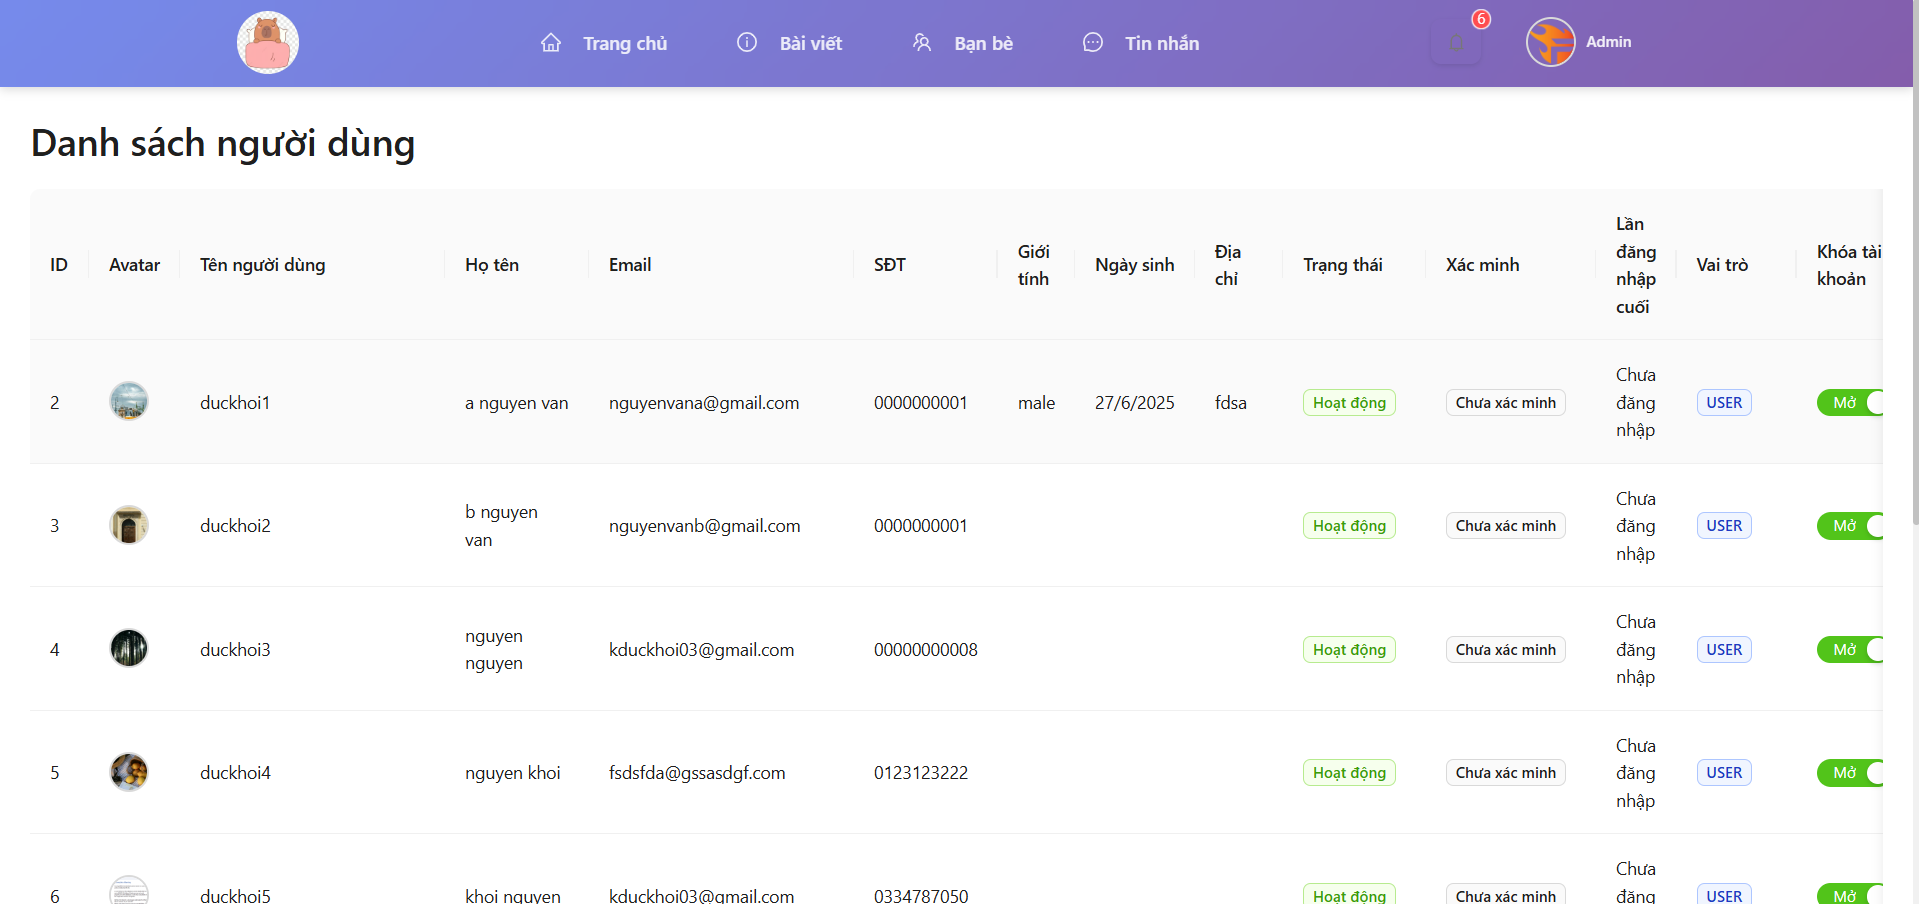 Trang chủ Bài viết Bạn bè Tin nhắn 6 Admin
Danh sách người dùng
ID Avatar Tên người dùng Họ tên Email SĐT Giới tính Ngày sinh Địa chỉ Trạng thái Xác minh Lần đăng nhập cuối Vai trò Khóa tài khoản
2 duckhoi1 a nguyen van nguyenvana@gmail.com 0000000001 male 27/6/2025 fdsa Hoạt động Chưa xác minh Chưa đăng nhập USER Mở
3 duckhoi2 b nguyen van nguyenvanb@gmail.com 0000000001 Hoạt động Chưa xác minh Chưa đăng nhập USER Mở
4 duckhoi3 nguyen nguyen kduckhoi03@gmail.com 00000000008 Hoạt động Chưa xác minh Chưa đăng nhập USER Mở
5 duckhoi4 nguyen khoi fsdsfda@gssasdgf.com 0123123222 Hoạt động Chưa xác minh Chưa đăng nhập USER Mở
6 duckhoi5 khoi nguyen kduckhoi03@gmail.com 0334787050 Hoạt động Chưa xác minh Chưa đăng USER Mở